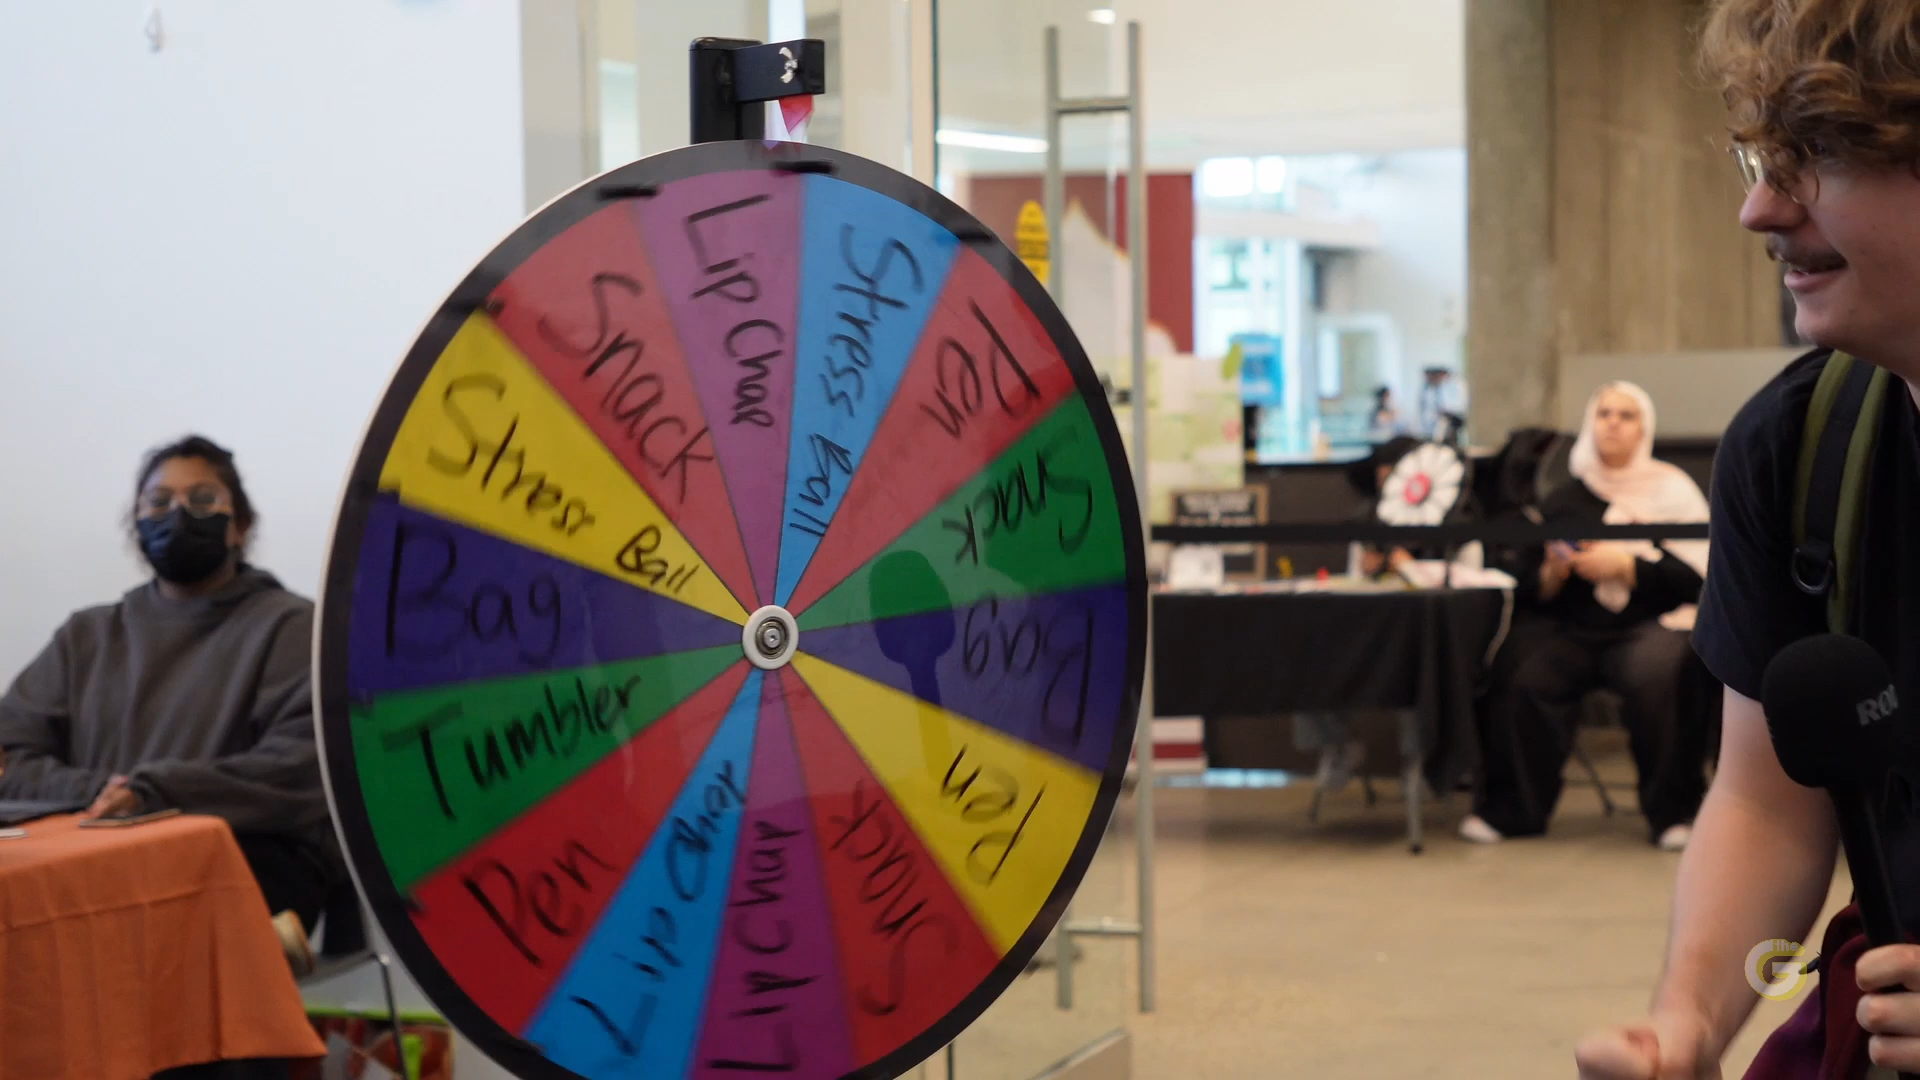 Lip Chap
Stress Ball
Pen
Snack
Bag
Pen
Snack
Lip Chap
Lip Chap
Pen
Tumbler
Bag
Stress Ball
Snack
The G